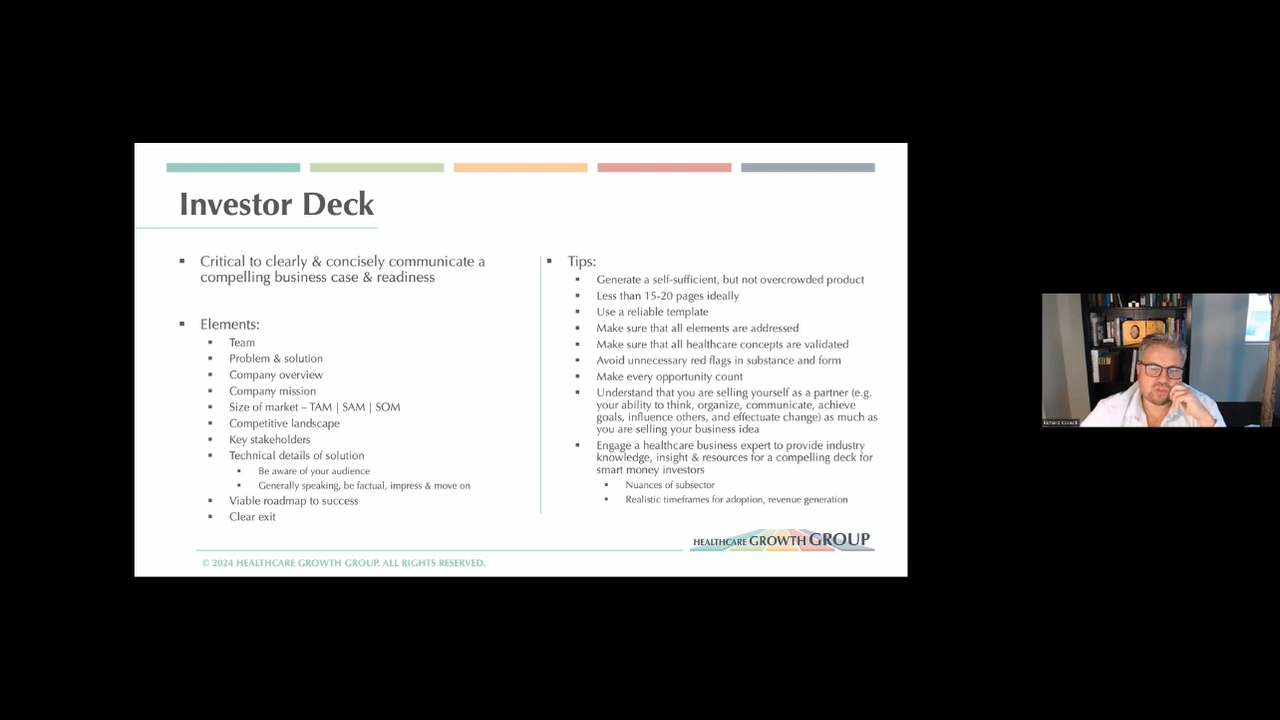 Investor Deck
Critical to clearly & concisely communicate a
compelling business case & readiness
Elements:
Team
Problem & solution
Company overview
Company mission
Size of market – TAM | SAM | SOM
Competitive landscape
Key stakeholders
Technical details of solution
Be aware of your audience
Generally speaking, be factual, impress & move on
Viable roadmap to success
Clear exit
Tips:
Generate a self-sufficient, but not overcrowded product
Less than 15-20 pages ideally
Use a reliable template
Make sure that all elements are addressed
Make sure that all healthcare concepts are validated
Avoid unnecessary red flags in substance and form
Make every opportunity count
Understand that you are selling yourself as a partner (e.g.
your ability to think, organize, communicate, achieve
goals, influence others, and effectuate change) as much as
you are selling your business idea
Engage a healthcare business expert to provide industry
knowledge, insight & resources for a compelling deck for
smart money investors
Nuances of subsector
Realistic timeframes for adoption, revenue generation
HEALTHCARE GROWTH GROUP
© 2024 HEALTHCARE GROWTH GROUP. ALL RIGHTS RESERVED.
Richard